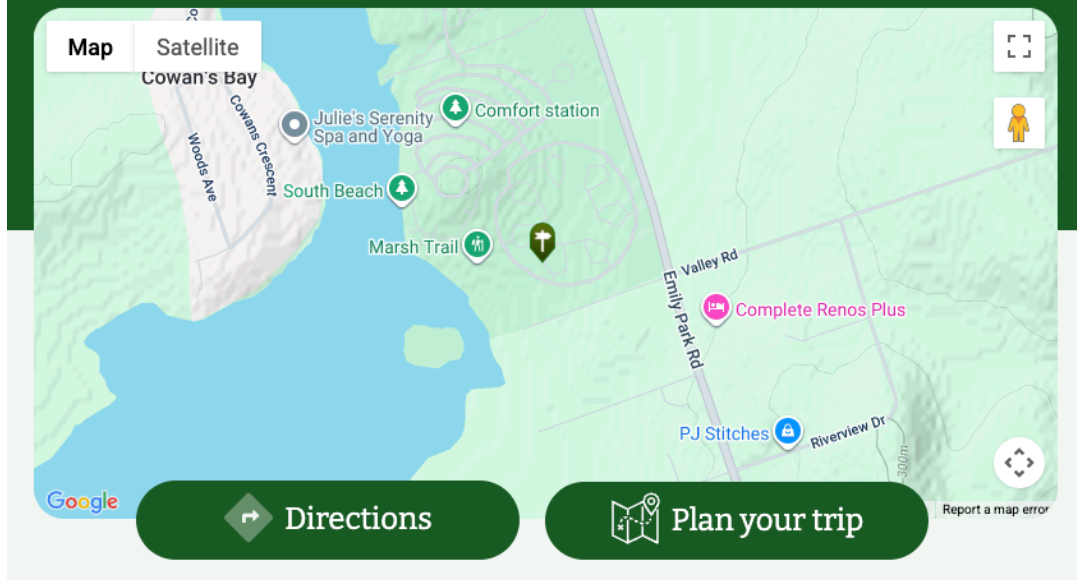 Map
Satellite
Cowan's Bay
Cowans Crescent
Woods Ave
Julie's Serenity
Spa and Yoga
Comfort station
South Beach
Marsh Trail
Valley Rd
Emily Park Rd
Complete Renos Plus
PJ Stitches
Riverview Dr
300m
Google
Report a map error
Directions
Plan your trip